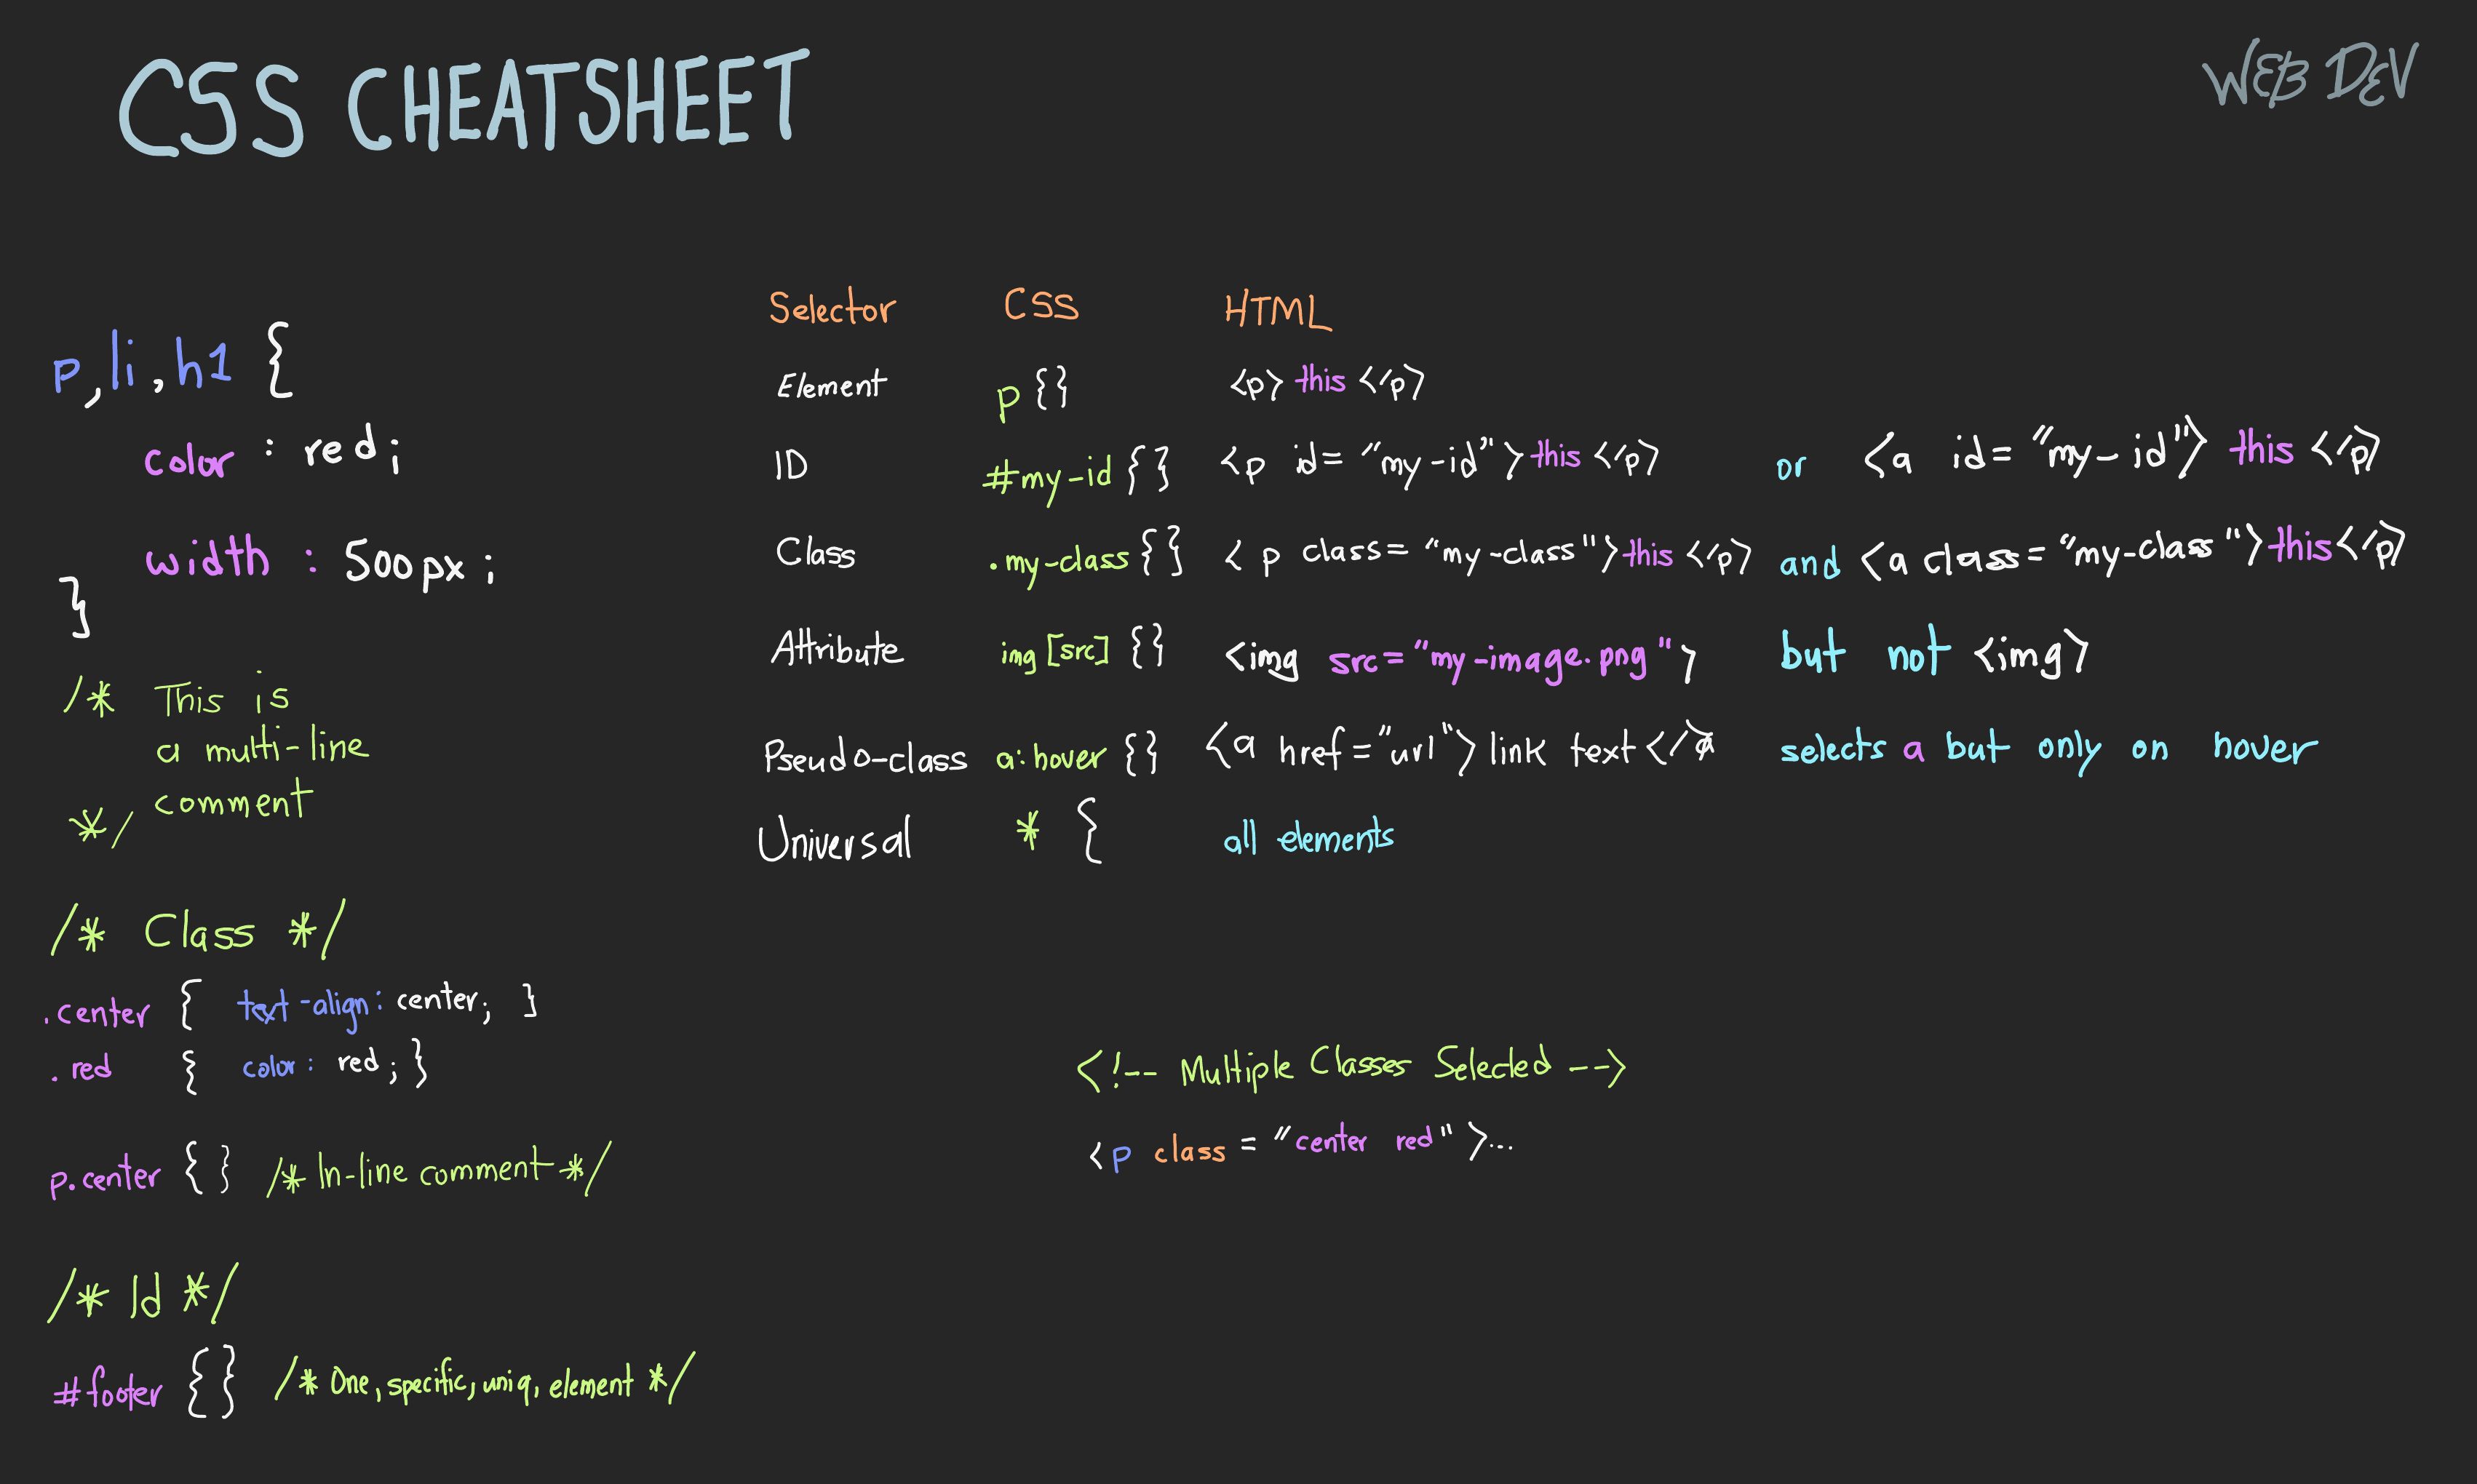 CSS CHEATSHEET
WEB DEV
p, li, h1 {
color : red;
width : 500px;
}
/* This is
a multi-line
comment
*/
/* Class */
.center { text-align: center; }
.red { color: red; }
p.center { } /* In-line comment */
/* Id */
#footer { } /* One, specific, uniq, element */
Selector CSS HTML
Element p {} <p> this </p>
ID #my-id {} <p id="my-id"> this </p> or <a id="my-id"> this </p>
Class .my-class {} <p class="my-class"> this </p> and <a class="my-class"> this </p>
Attribute img [src] {} <img src="my-image.png"> but not <img>
Pseudo-class a:hover {} <a href="url"> link text </a> selects a but only on hover
Universal * { all elements
<!-- Multiple Classes Selected -->
<p class = "center red">...